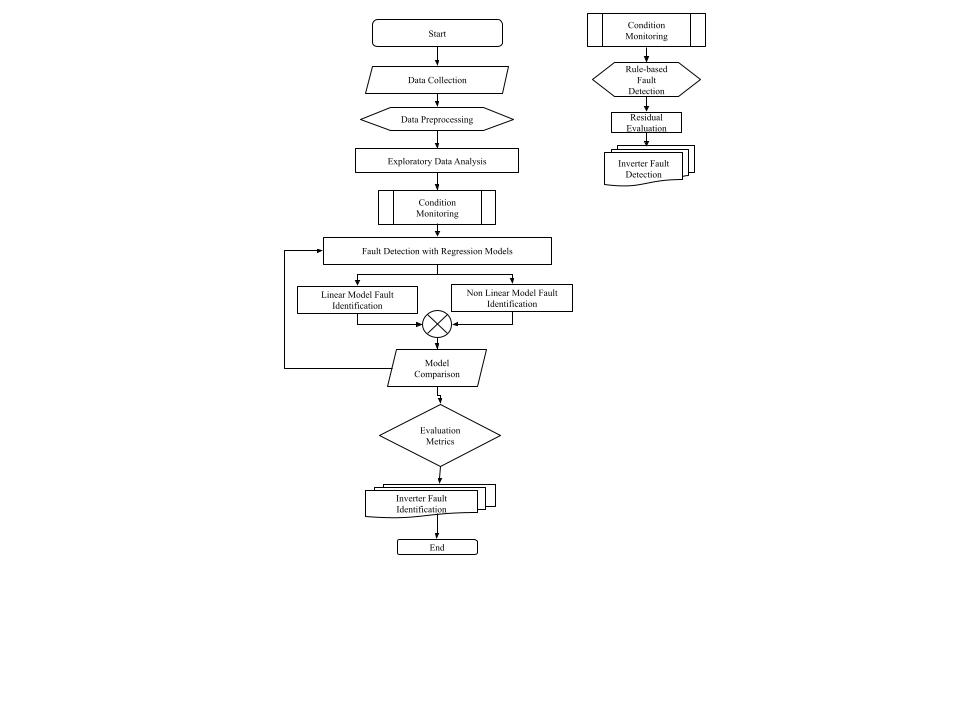 Start
Data Collection
Data Preprocessing
Exploratory Data Analysis
Condition
Monitoring
Fault Detection with Regression Models
Linear Model Fault
Identification
Non Linear Model Fault
Identification
Model
Comparison
Evaluation
Metrics
Inverter Fault
Identification
End
Condition
Monitoring
Rule-based
Fault
Detection
Residual
Evaluation
Inverter Fault
Detection